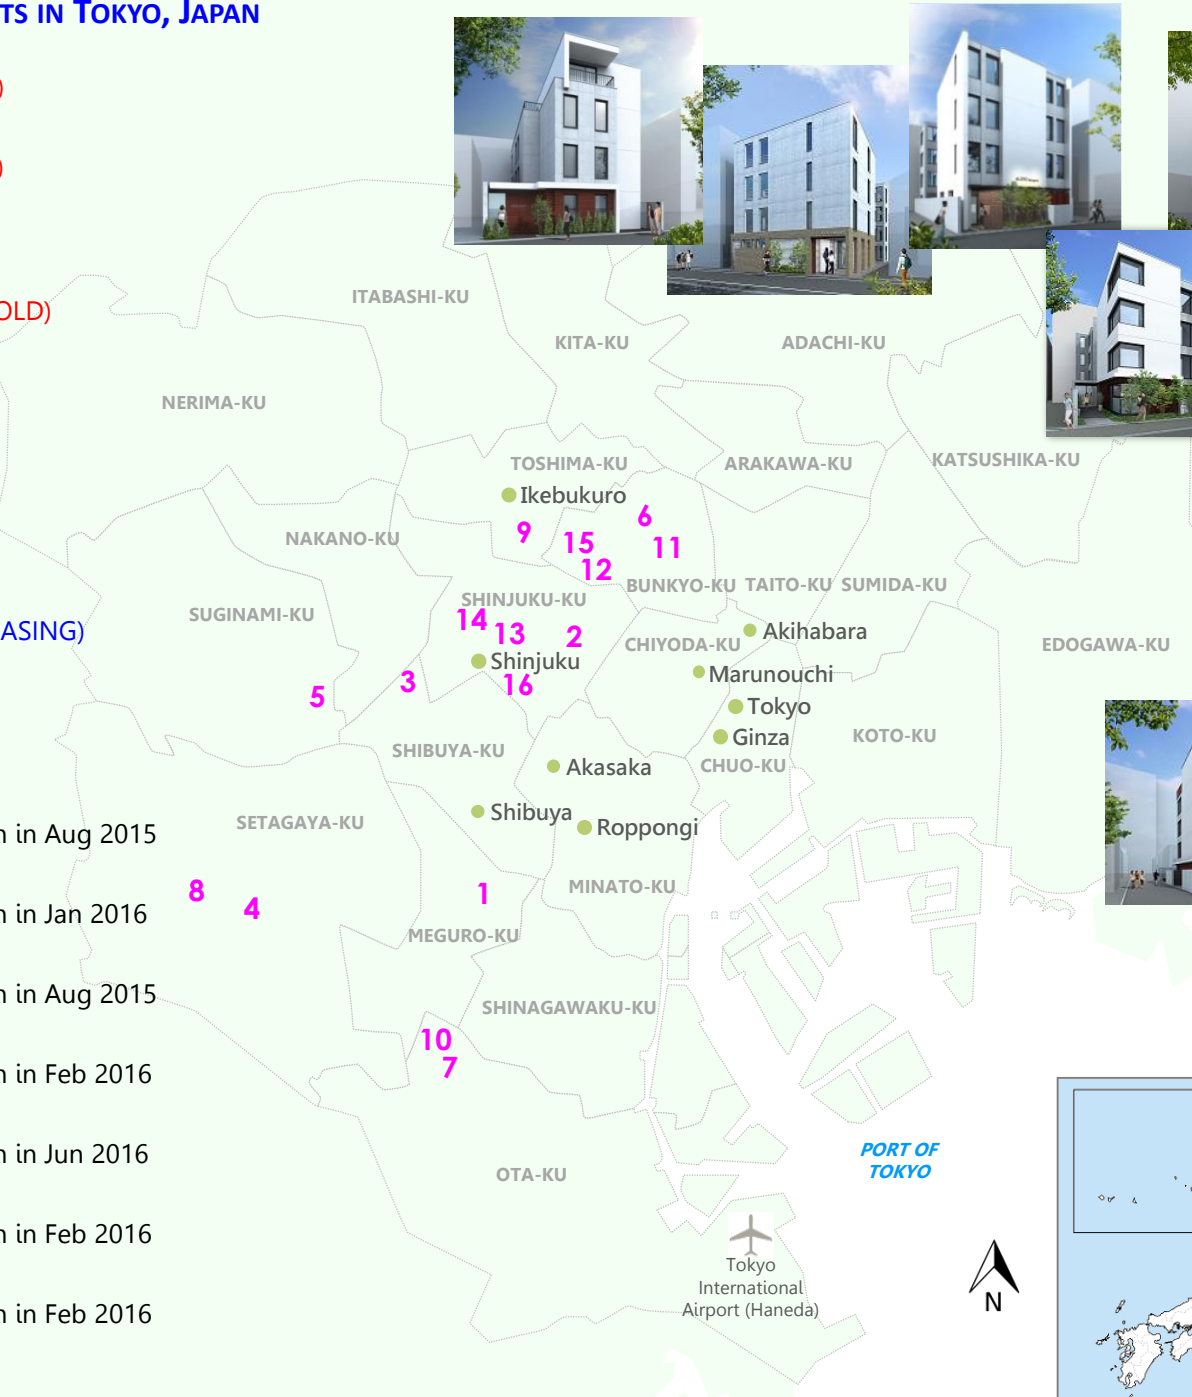 TS IN TOKYO, JAPAN
)
)
OLD)
ASING)
n in Aug 2015
n in Jan 2016
n in Aug 2015
n in Feb 2016
n in Jun 2016
n in Feb 2016
n in Feb 2016
ITABASHI-KU
KITA-KU
ADACHI-KU
NERIMA-KU
TOSHIMA-KU
ARAKAWA-KU
KATSUSHIKA-KU
Ikebukuro
6
9
15
11
NAKANO-KU
12
BUNKYO-KU
TAITO-KU
SUMIDA-KU
SHINJUKU-KU
SUGINAMI-KU
14
13
2
Akihabara
CHIYODA-KU
EDOGAWA-KU
Shinjuku
Marunouchi
3
16
5
Tokyo
Ginza
KOTO-KU
SHIBUYA-KU
Akasaka
CHUO-KU
Shibuya
SETAGAYA-KU
Roppongi
8
1
MINATO-KU
4
MEGURO-KU
SHINAGAWAKU-KU
10
7
PORT OF
TOKYO
OTA-KU
Tokyo
International
Airport (Haneda)
N